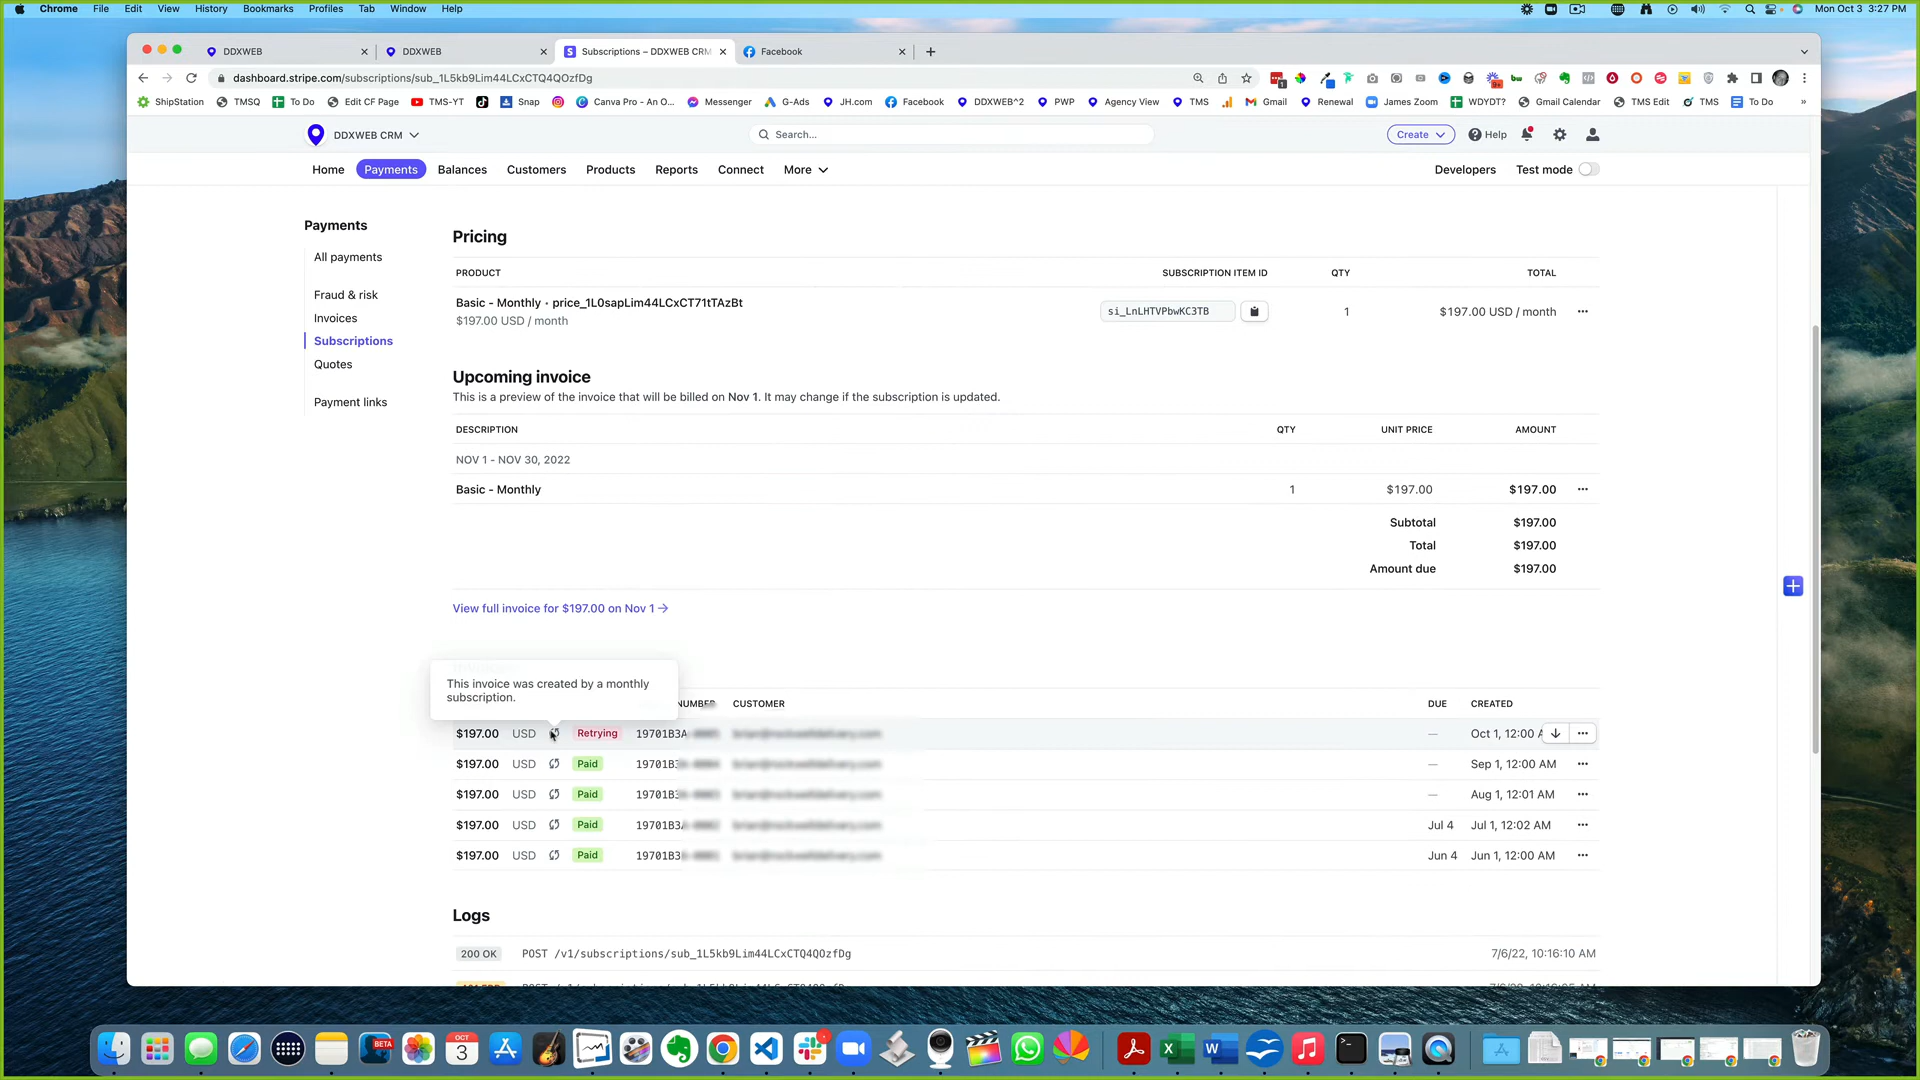 Chrome File Edit View History Bookmarks Profiles Tab Window Help
Mon Oct 3 3:27 PM
DDXWEB
DDXWEB
Subscriptions – DDXWEB CRM
Facebook
dashboard.stripe.com/subscriptions/sub_1L5kb9Lim44LCxCTQ4QOzfDg
ShipStation TMSQ To Do Edit CF Page TMS-YT Snap Canva Pro - An O... Messenger G-Ads JH.com Facebook DDXWEB^2 PWP Agency View TMS Gmail Renewal James Zoom WDYDT? Gmail Calendar TMS Edit TMS To Do »
DDXWEB CRM
Search...
Create
Help
Home Payments Balances Customers Products Reports Connect More
Developers Test mode
Payments
All payments
Fraud & risk
Invoices
Subscriptions
Quotes
Payment links
Pricing
PRODUCT SUBSCRIPTION ITEM ID QTY TOTAL
Basic - Monthly · price_1L0sapLim44LCxCT71tTAzBt
$197.00 USD / month
si_LnLHTVPbwKC3TB
1
$197.00 USD / month
Upcoming invoice
This is a preview of the invoice that will be billed on Nov 1. It may change if the subscription is updated.
DESCRIPTION QTY UNIT PRICE AMOUNT
NOV 1 - NOV 30, 2022
Basic - Monthly 1 $197.00 $197.00
Subtotal $197.00
Total $197.00
Amount due $197.00
View full invoice for $197.00 on Nov 1 →
This invoice was created by a monthly
subscription.
NUMBER CUSTOMER DUE CREATED
$197.00 USD Retrying 19701B3A — Oct 1, 12:00 A
$197.00 USD Paid 19701B3 — Sep 1, 12:00 AM
$197.00 USD Paid 19701B3 — Aug 1, 12:01 AM
$197.00 USD Paid 19701B3 Jul 4 Jul 1, 12:02 AM
$197.00 USD Paid 19701B3 Jun 4 Jun 1, 12:00 AM
Logs
200 OK POST /v1/subscriptions/sub_1L5kb9Lim44LCxCTQ4QOzfDg 7/6/22, 10:16:10 AM
BETA
OCT
3